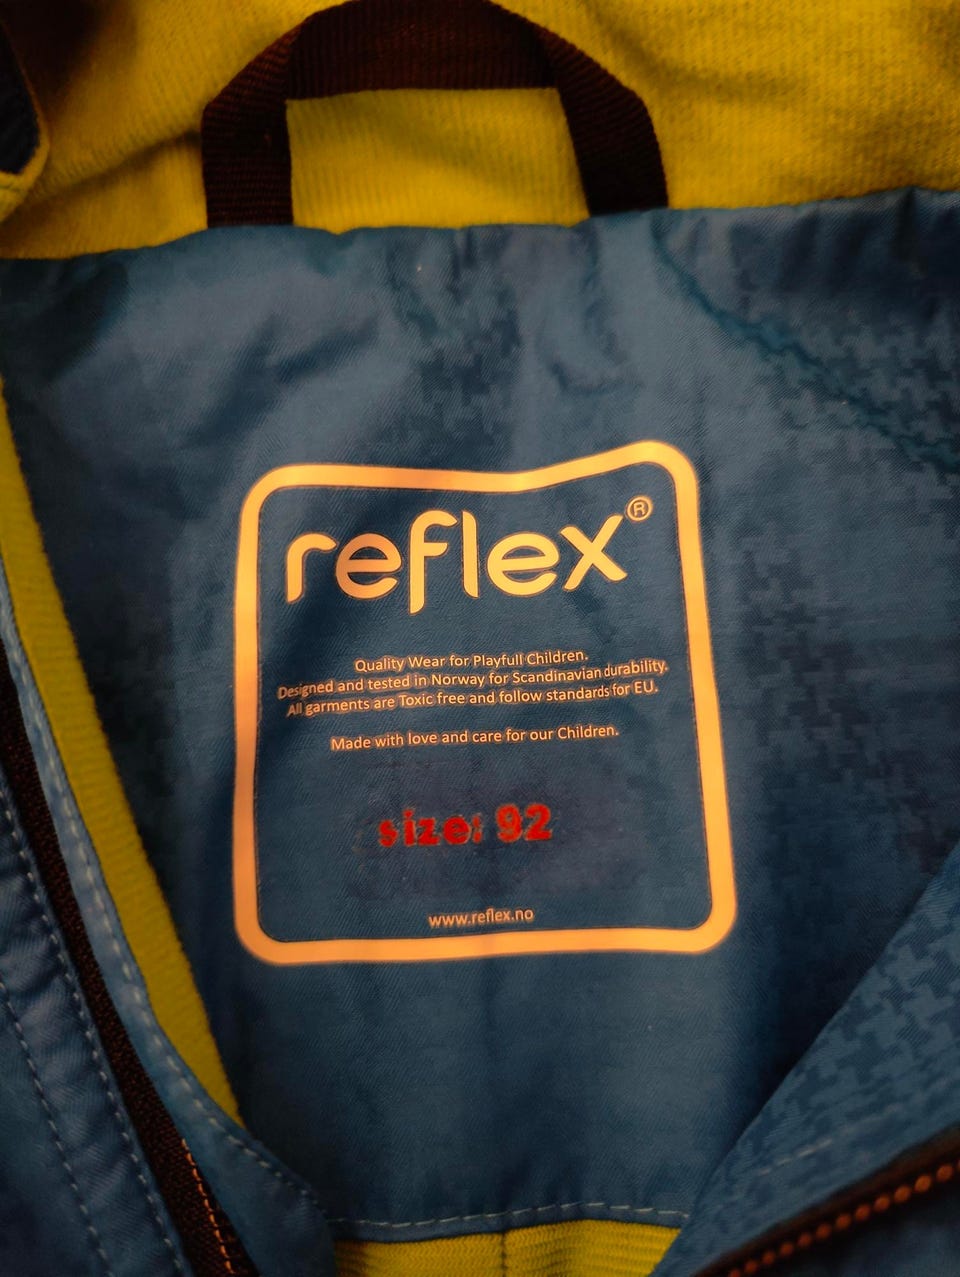 reflex®
Quality Wear for Playfull Children.
Designed and tested in Norway for Scandinavian durability.
All garments are Toxic free and follow standards for EU.
Made with love and care for our Children.
size: 92
www.reflex.no